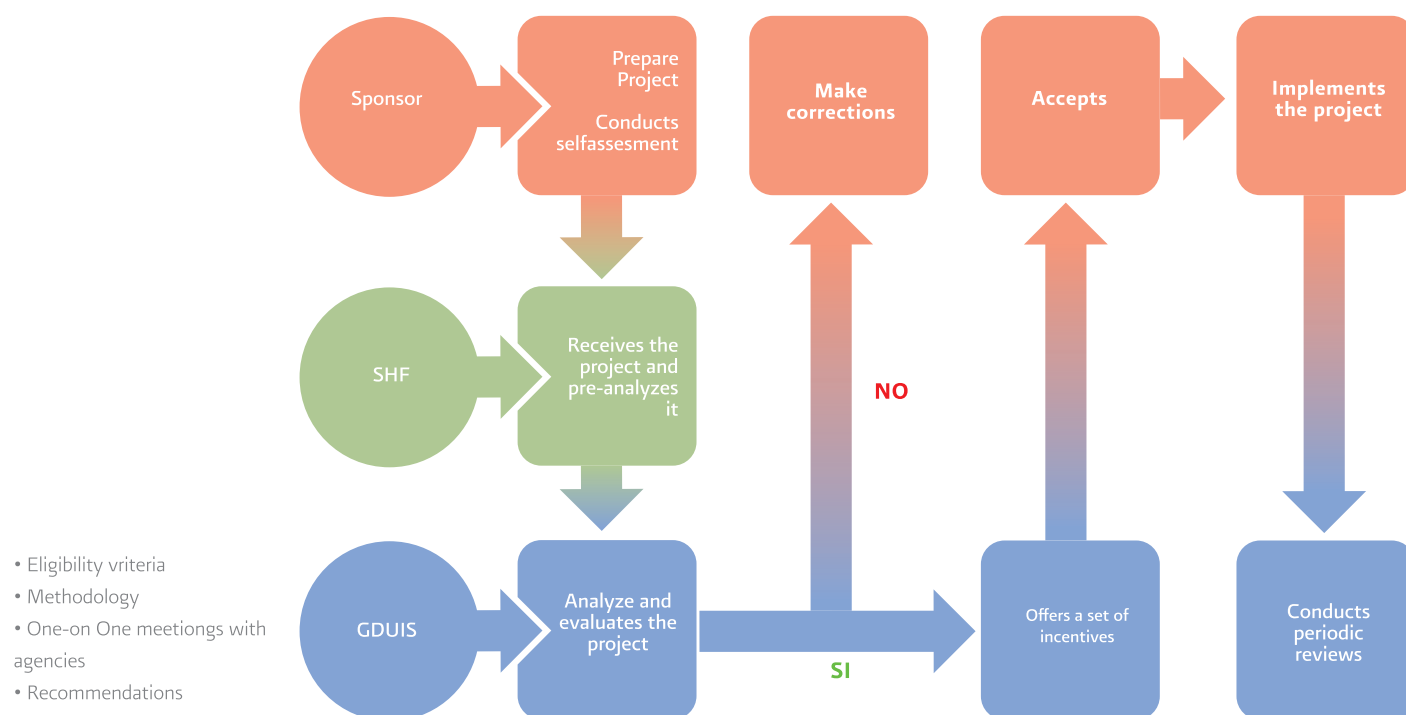 Sponsor
Prepare
Project
Conducts
selfassesment
Make
corrections
Accepts
Implements
the project
SHF
Receives the
project and
pre-analyzes
it
NO
• Eligibility vriteria
• Methodology
• One-on One meetiongs with
agencies
• Recommendations
GDUIS
Analyze and
evaluates the
project
SI
Offers a set of
incentives
Conducts
periodic
reviews